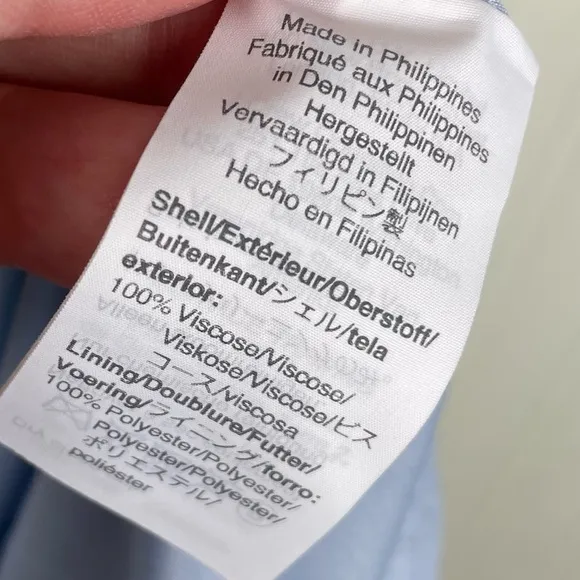 Made in Philippines
Fabriqué aux Philippines
in Den Philippinen
Hergestellt
Vervaardigd in Filipijnen
フィリピン製
Hecho en Filipinas
Shell/Extérieur/Oberstoff/
Buitenkant/シェル/tela
exterior:
100% Viscose/Viscose/
Viskose/Viscose/ビス
コース/viscosa
Lining/Doublure/Futter/
Voering/ライニング/forro:
100% Polyester/Polyester/
Polyester/Polyester/
ポリエステル/
poliéster